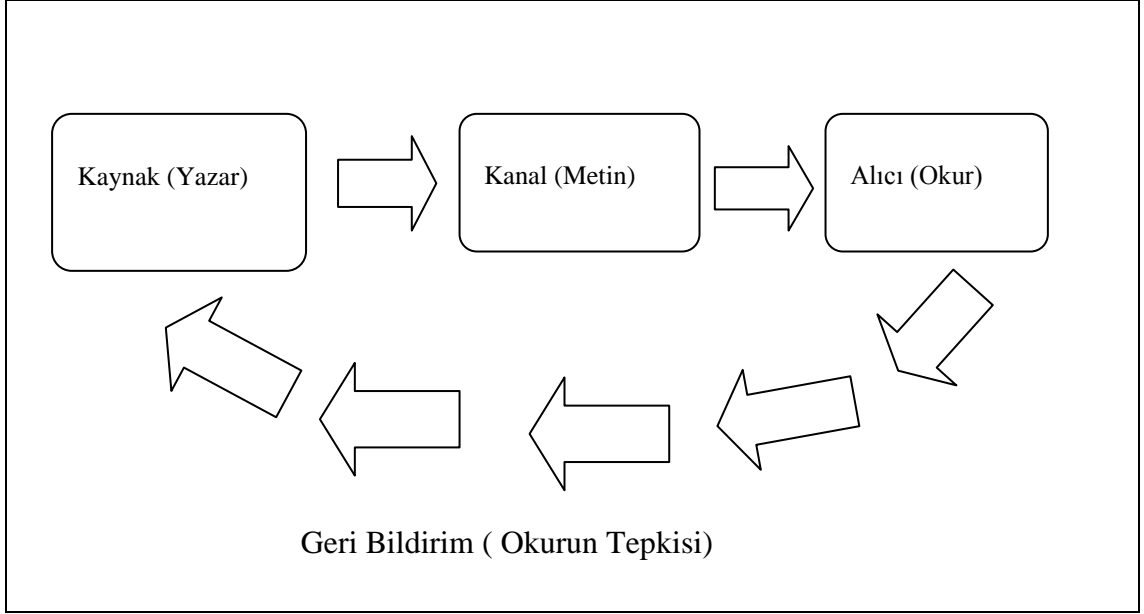 Kaynak (Yazar)
Kanal (Metin)
Alıcı (Okur)
Geri Bildirim ( Okurun Tepkisi)